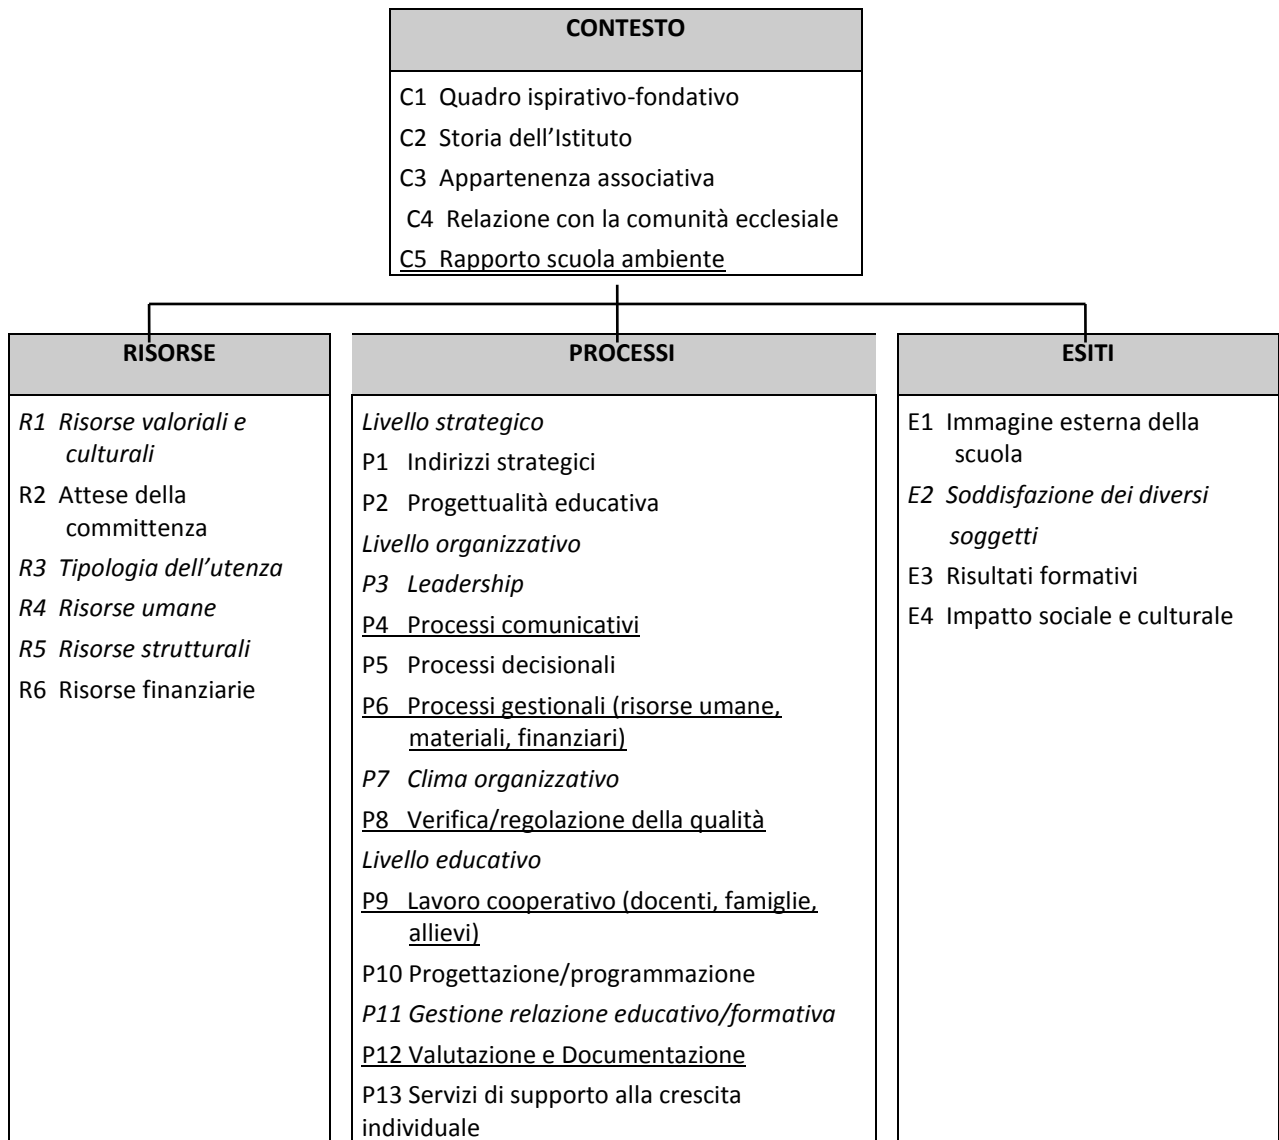 CONTESTO
C1 Quadro ispirativo-fondativo
C2 Storia dell’Istituto
C3 Appartenenza associativa
C4 Relazione con la comunità ecclesiale
C5 Rapporto scuola ambiente
RISORSE
R1 Risorse valoriali e
culturali
R2 Attese della
committenza
R3 Tipologia dell’utenza
R4 Risorse umane
R5 Risorse strutturali
R6 Risorse finanziarie
PROCESSI
Livello strategico
P1 Indirizzi strategici
P2 Progettualità educativa
Livello organizzativo
P3 Leadership
P4 Processi comunicativi
P5 Processi decisionali
P6 Processi gestionali (risorse umane,
materiali, finanziari)
P7 Clima organizzativo
P8 Verifica/regolazione della qualità
Livello educativo
P9 Lavoro cooperativo (docenti, famiglie,
allievi)
P10 Progettazione/programmazione
P11 Gestione relazione educativo/formativa
P12 Valutazione e Documentazione
P13 Servizi di supporto alla crescita
individuale
ESITI
E1 Immagine esterna della
scuola
E2 Soddisfazione dei diversi
soggetti
E3 Risultati formativi
E4 Impatto sociale e culturale